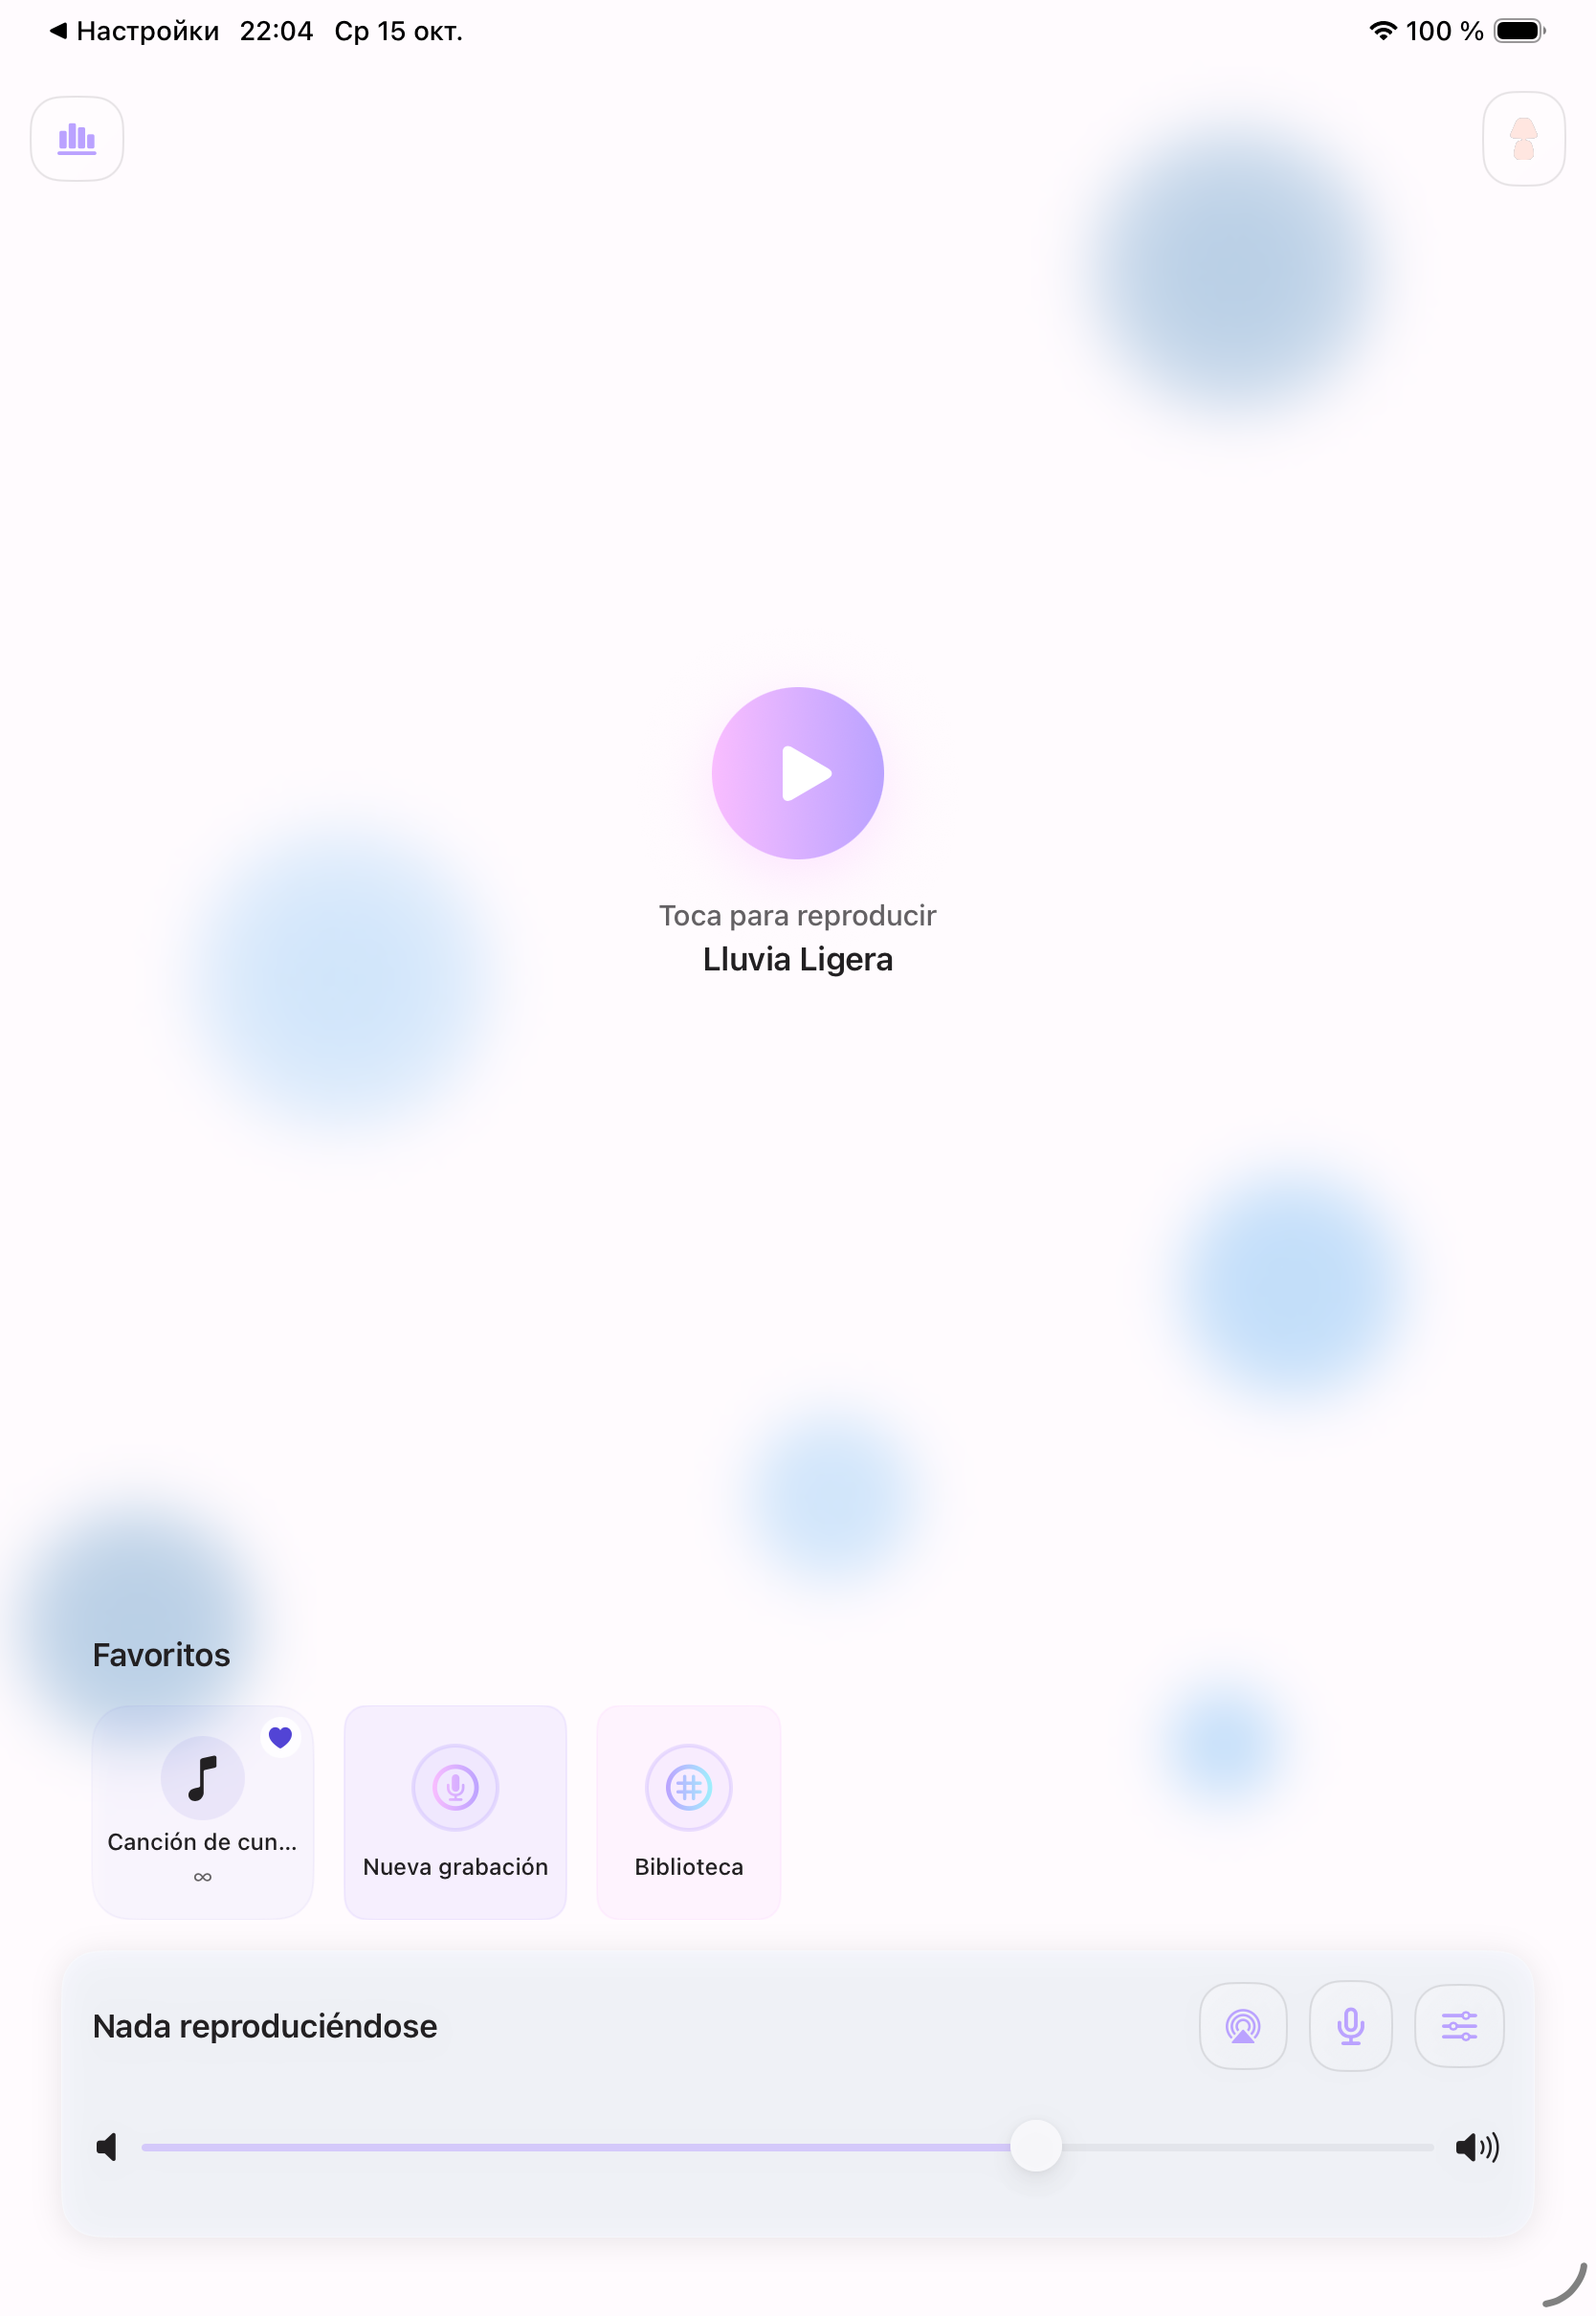 Настройки 22:04 Ср 15 окт. 100 %
Toca para reproducir
Lluvia Ligera
Favoritos
Canción de cun...
∞
Nueva grabación
Biblioteca
Nada reproduciéndose